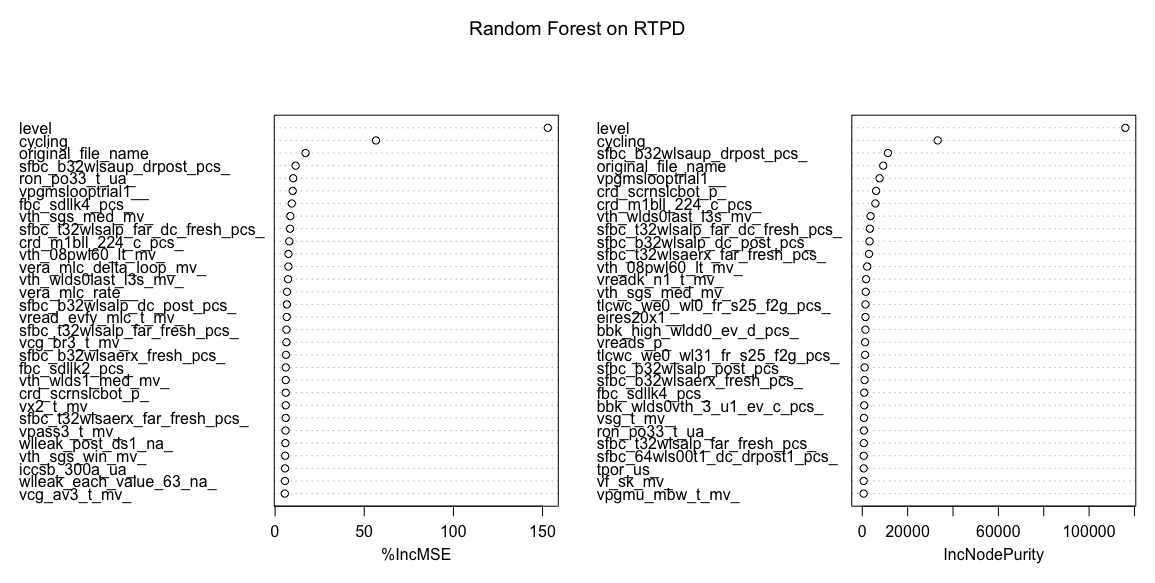 Random Forest on RTPD
level
cycling
original_file_name
sfbc_b32wlsaup_drpost_pcs_
ron_po33_t_ua_
vpgmslooptrial1__
fbc_sdllk4_pcs_
vth_sgs_med_mv_
sfbc_t32wlsalp_far_dc_fresh_pcs_
crd_m1bll_224_c_pcs_
vth_08pwl60_lt_mv_
vera_mlc_delta_loop_mv_
vth_wlds0last_l3s_mv_
vera_mlc_rate__
sfbc_b32wlsalp_dc_post_pcs_
vread_evfy_mlc_t_mv_
sfbc_t32wlsalp_far_fresh_pcs_
vcg_br3_t_mv_
sfbc_b32wlsaerx_fresh_pcs_
fbc_sdllk2_pcs_
vth_wlds1_med_mv_
crd_scrnslcbot_p_
vx2_t_mv_
sfbc_t32wlsaerx_far_fresh_pcs_
vpass3_t_mv_
wlleak_post_ds1_na_
vth_sgs_win_mv_
iccsb_300a_ua_
wlleak_each_value_63_na_
vcg_av3_t_mv_
0 50 100 150
%IncMSE
level
cycling
sfbc_b32wlsaup_drpost_pcs_
original_file_name
vpgmslooptrial1__
crd_scrnslcbot_p_
crd_m1bll_224_c_pcs_
vth_wlds0last_l3s_mv_
sfbc_t32wlsalp_far_dc_fresh_pcs_
sfbc_b32wlsalp_dc_post_pcs_
sfbc_t32wlsaerx_far_fresh_pcs_
vth_08pwl60_lt_mv_
vreadk_n1_t_mv_
vth_sgs_med_mv_
tlcwc_we0_wl0_fr_s25_f2g_pcs_
eires20x1__
bbk_high_wldd0_ev_d_pcs_
vreads_p_
tlcwc_we0_wl31_fr_s25_f2g_pcs_
sfbc_b32wlsalp_post_pcs_
sfbc_b32wlsaerx_fresh_pcs_
fbc_sdllk4_pcs_
bbk_wlds0vth_3_u1_ev_c_pcs_
vsg_t_mv_
ron_po33_t_ua_
sfbc_t32wlsalp_far_fresh_pcs_
sfbc_64wls00t1_dc_drpost1_pcs_
tpor_us_
vf_sk_mv_
vpgmu_mbw_t_mv_
0 20000 60000 100000
IncNodePurity